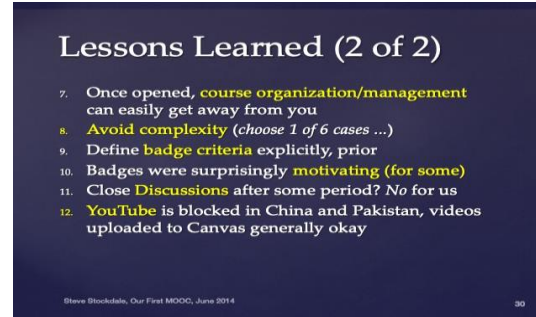 Lessons Learned (2 of 2)
7. Once opened, course organization/management
can easily get away from you
8. Avoid complexity (choose 1 of 6 cases ...)
9. Define badge criteria explicitly, prior
10. Badges were surprisingly motivating (for some)
11. Close Discussions after some period? No for us
12. YouTube is blocked in China and Pakistan, videos
uploaded to Canvas generally okay
Steve Stockdale, Our First MOOC, June 2014
30